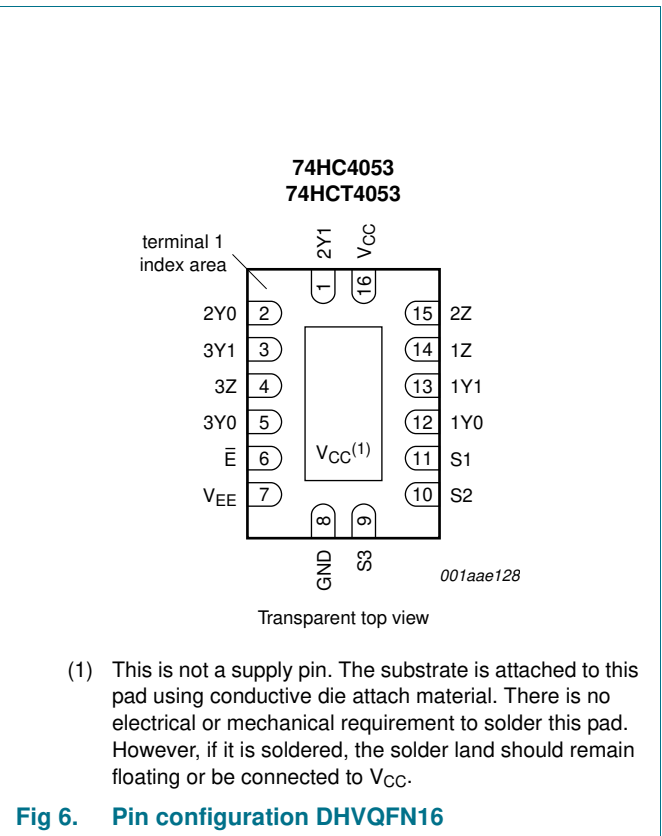 74HC4053
74HCT4053
terminal 1
index area
2Y1
VCC
1
16
2Y0 2
15 2Z
3Y1 3
14 1Z
3Z 4
13 1Y1
3Y0 5
12 1Y0
E̅ 6
VCC(1)
11 S1
VEE 7
10 S2
8
9
GND
S3
001aae128
Transparent top view
(1) This is not a supply pin. The substrate is attached to this
pad using conductive die attach material. There is no
electrical or mechanical requirement to solder this pad.
However, if it is soldered, the solder land should remain
floating or be connected to VCC.
Fig 6. Pin configuration DHVQFN16